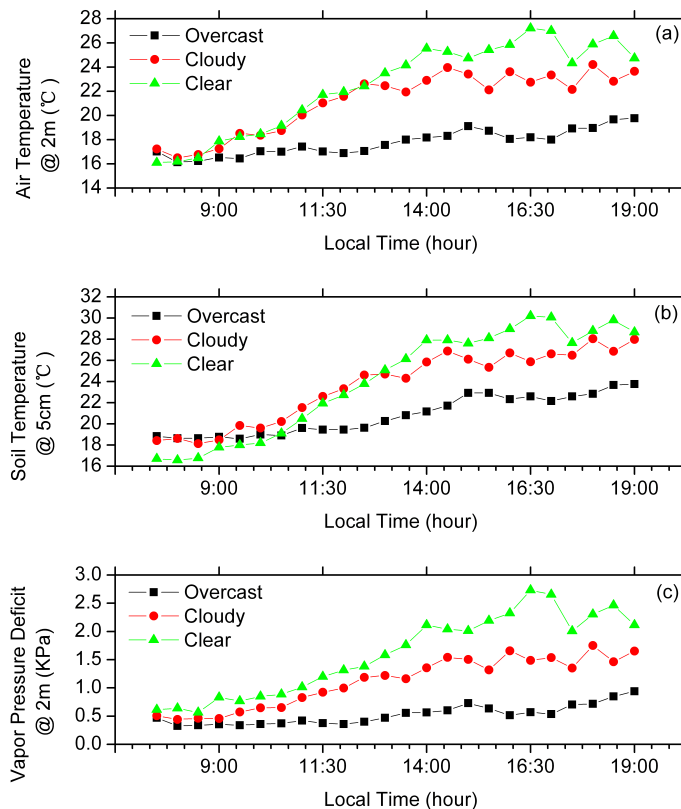 28
26
24
22
20
18
16
14
Air Temperature
@ 2m (℃)
Overcast
Cloudy
Clear
(a)
9:00 11:30 14:00 16:30 19:00
Local Time (hour)
32
30
28
26
24
22
20
18
16
Soil Temperature
@ 5cm (℃)
Overcast
Cloudy
Clear
(b)
9:00 11:30 14:00 16:30 19:00
Local Time (hour)
3.0
2.5
2.0
1.5
1.0
0.5
0.0
Vapor Pressure Deficit
@ 2m (KPa)
Overcast
Cloudy
Clear
(c)
9:00 11:30 14:00 16:30 19:00
Local Time (hour)